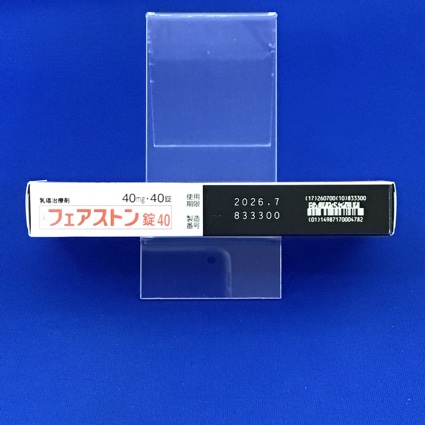 乳癌治療剤
40mg・40錠
フェアストン錠40
使用
期限
2026.7
製造
番号
833300
(17)260700(10)833300
(01)14987170004782